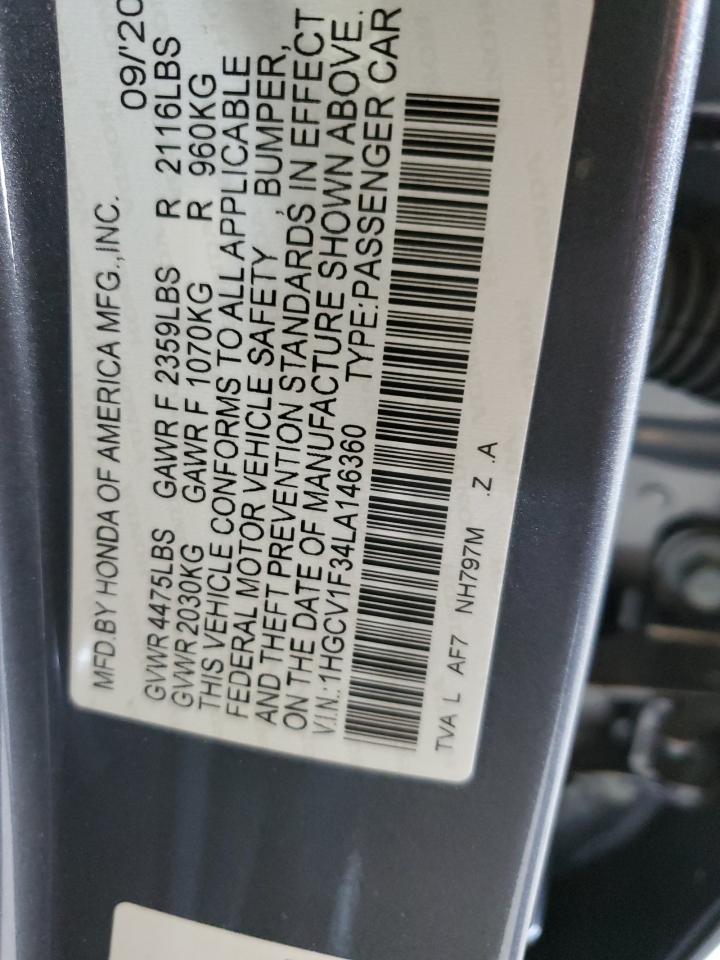 MFD.BY HONDA OF AMERICA MFG.,INC. 09/'20
GVWR 4475LBS GAWR F 2359LBS R 2116LBS
GVWR 2030KG GAWR F 1070KG R 960KG
THIS VEHICLE CONFORMS TO ALL APPLICABLE
FEDERAL MOTOR VEHICLE SAFETY , BUMPER,
AND THEFT PREVENTION STANDARDS IN EFFECT
ON THE DATE OF MANUFACTURE SHOWN ABOVE.
V.I.N.:1HGCV1F34LA146360 TYPE:PASSENGER CAR
TVA L AF7 NH797M .Z .A